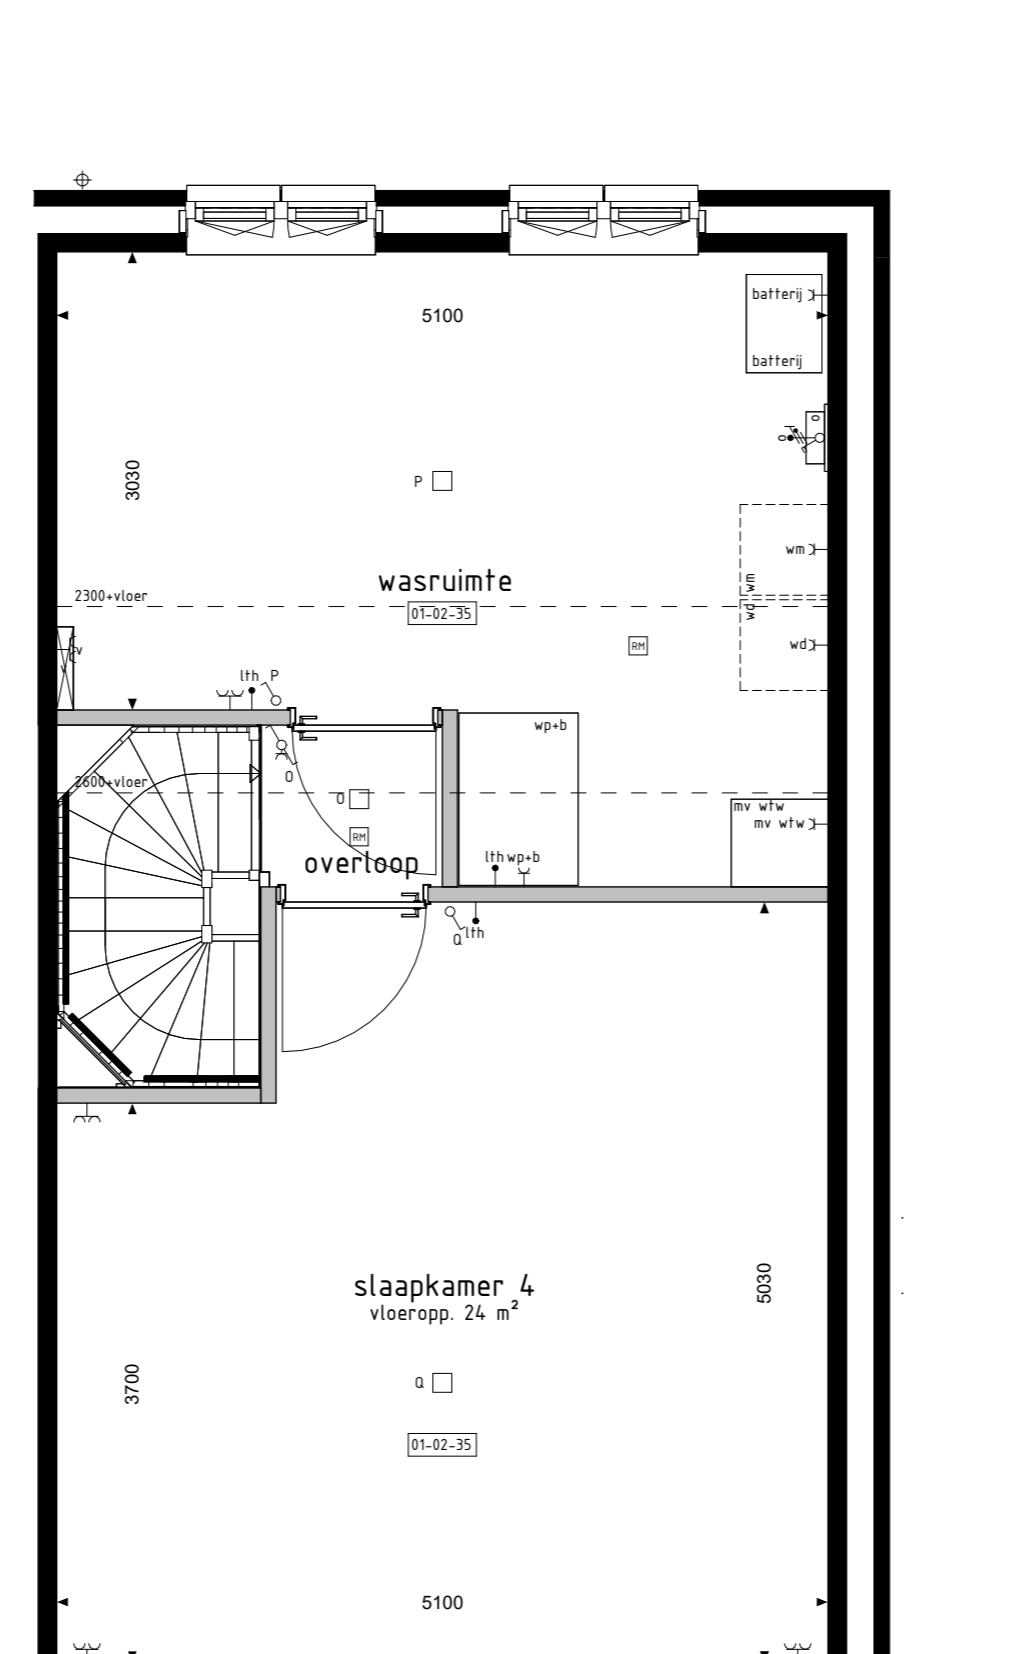 batterij
5100
batterij
O
T
o
3030
P
wm
wasruimte
wm
2300+vloer
01-02-35
wd
wd
RM
v
v
lth P
wp+b
2600+vloer
O
O
mv wtw
mv wtw
RM
overloop
lth wp+b
Q lth
slaapkamer 4
vloeropp. 24 m²
5030
3700
Q
01-02-35
5100